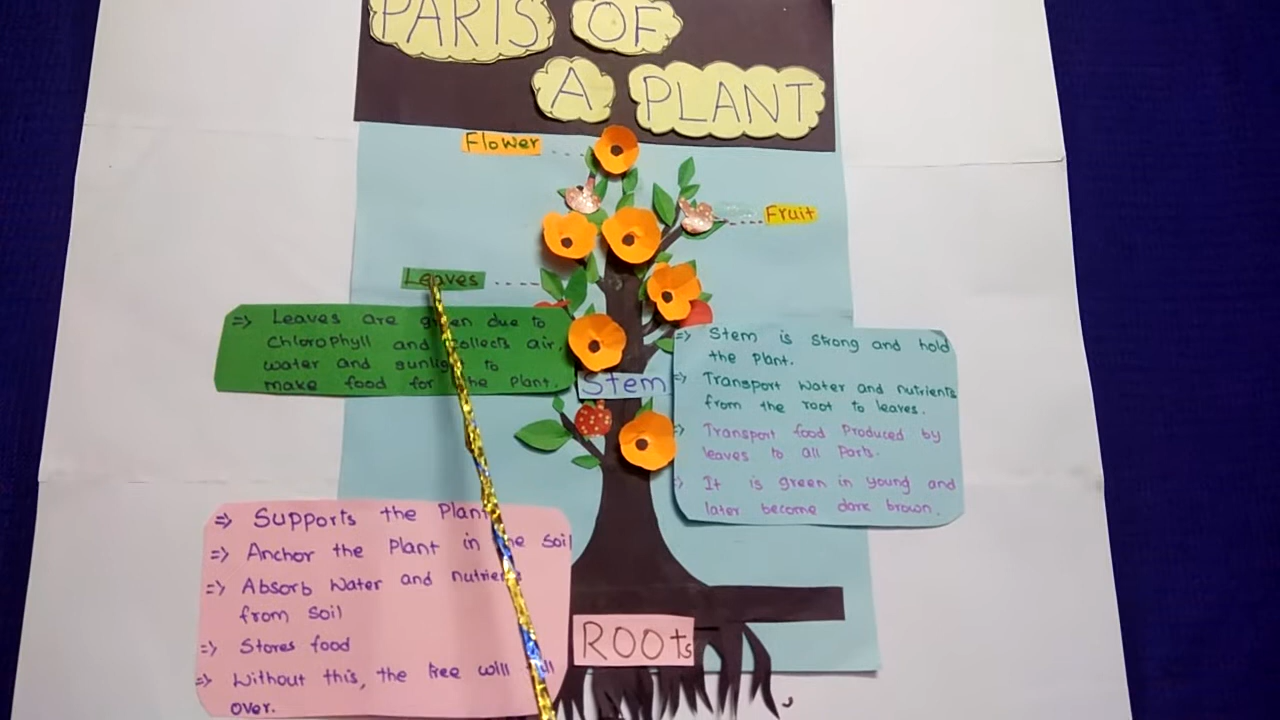 PARTS OF
A PLANT
Flower
Fruit
Leaves
=> Leaves are green due to
chlorophyll and collects air,
water and sunlight to
make food for the plant.
Stem
=> Stem is strong and hold
the plant.
=> Transport water and nutrients
from the root to leaves.
=> Transport food Produced by
leaves to all Parts.
=> It is green in young and
later become dark brown.
=> Supports the Plant
=> Anchor the Plant in the soil
=> Absorb Water and nutrients
from soil
=> Stores food
=> Without this, the tree will
over.
ROOts